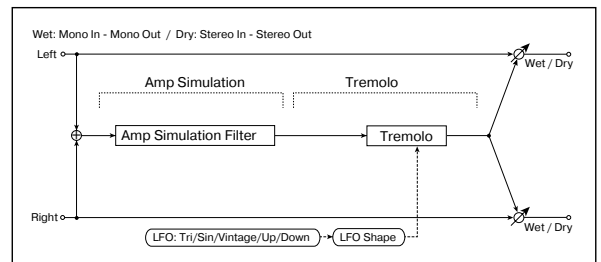 Wet: Mono In - Mono Out / Dry: Stereo In - Stereo Out
Left
Wet / Dry
Amp Simulation
Tremolo
Amp Simulation Filter
Tremolo
Right
Wet / Dry
LFO: Tri/Sin/Vintage/Up/Down
LFO Shape